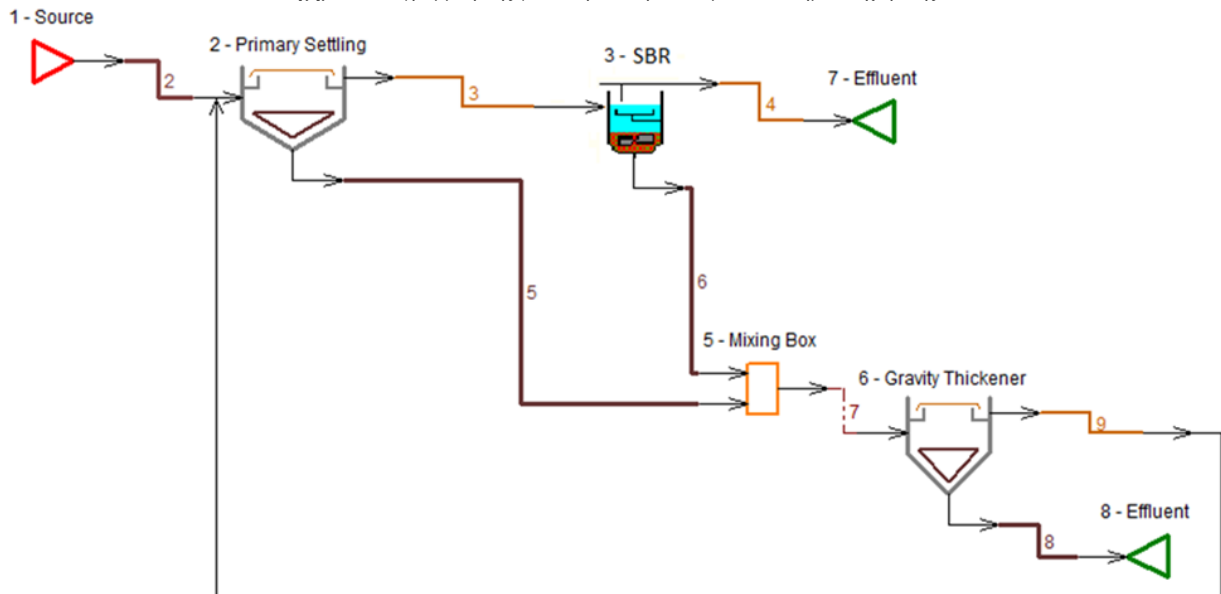 1 - Source
2 - Primary Settling
3 - SBR
7 - Effluent
2
3
4
5
6
5 - Mixing Box
6 - Gravity Thickener
7
9
8 - Effluent
8